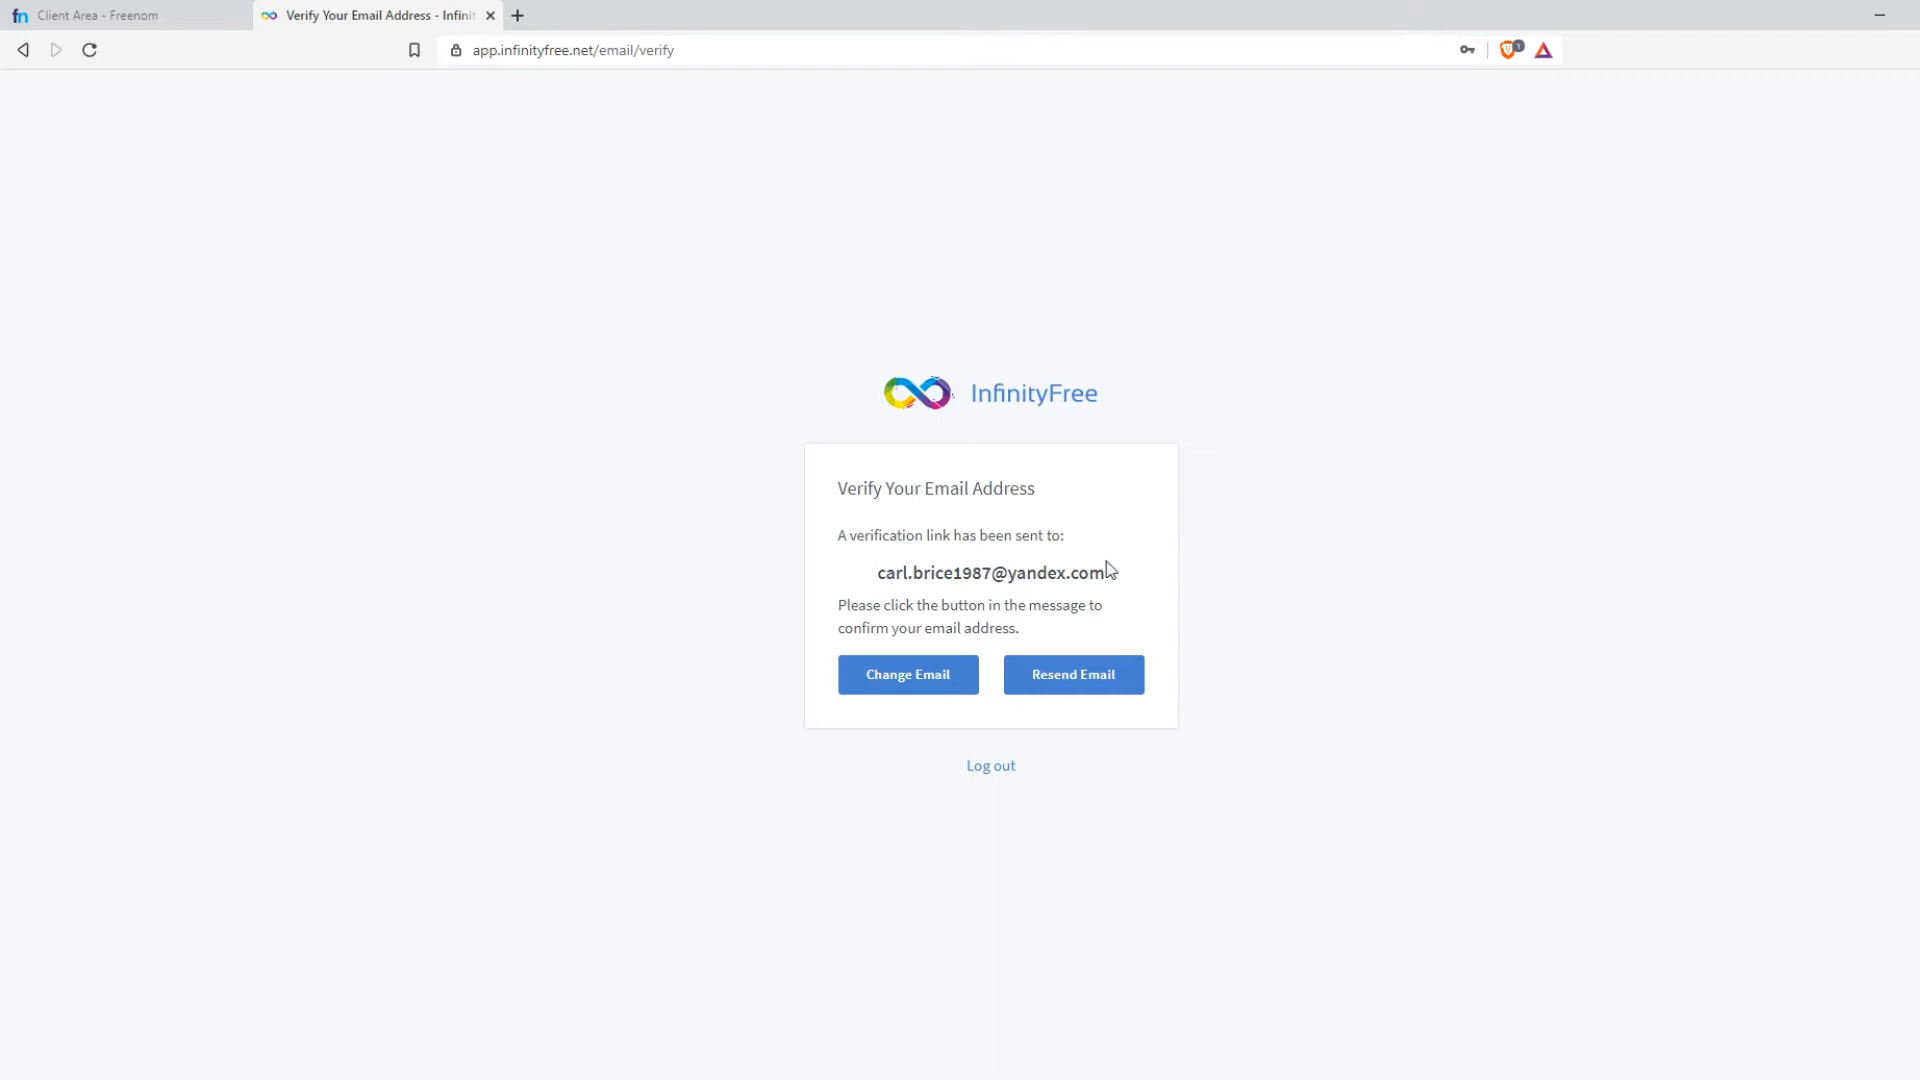 Client Area - Freenom
Verify Your Email Address - Infinit
app.infinityfree.net/email/verify
1
InfinityFree
Verify Your Email Address
A verification link has been sent to:
carl.brice1987@yandex.com
Please click the button in the message to
confirm your email address.
Change Email
Resend Email
Log out